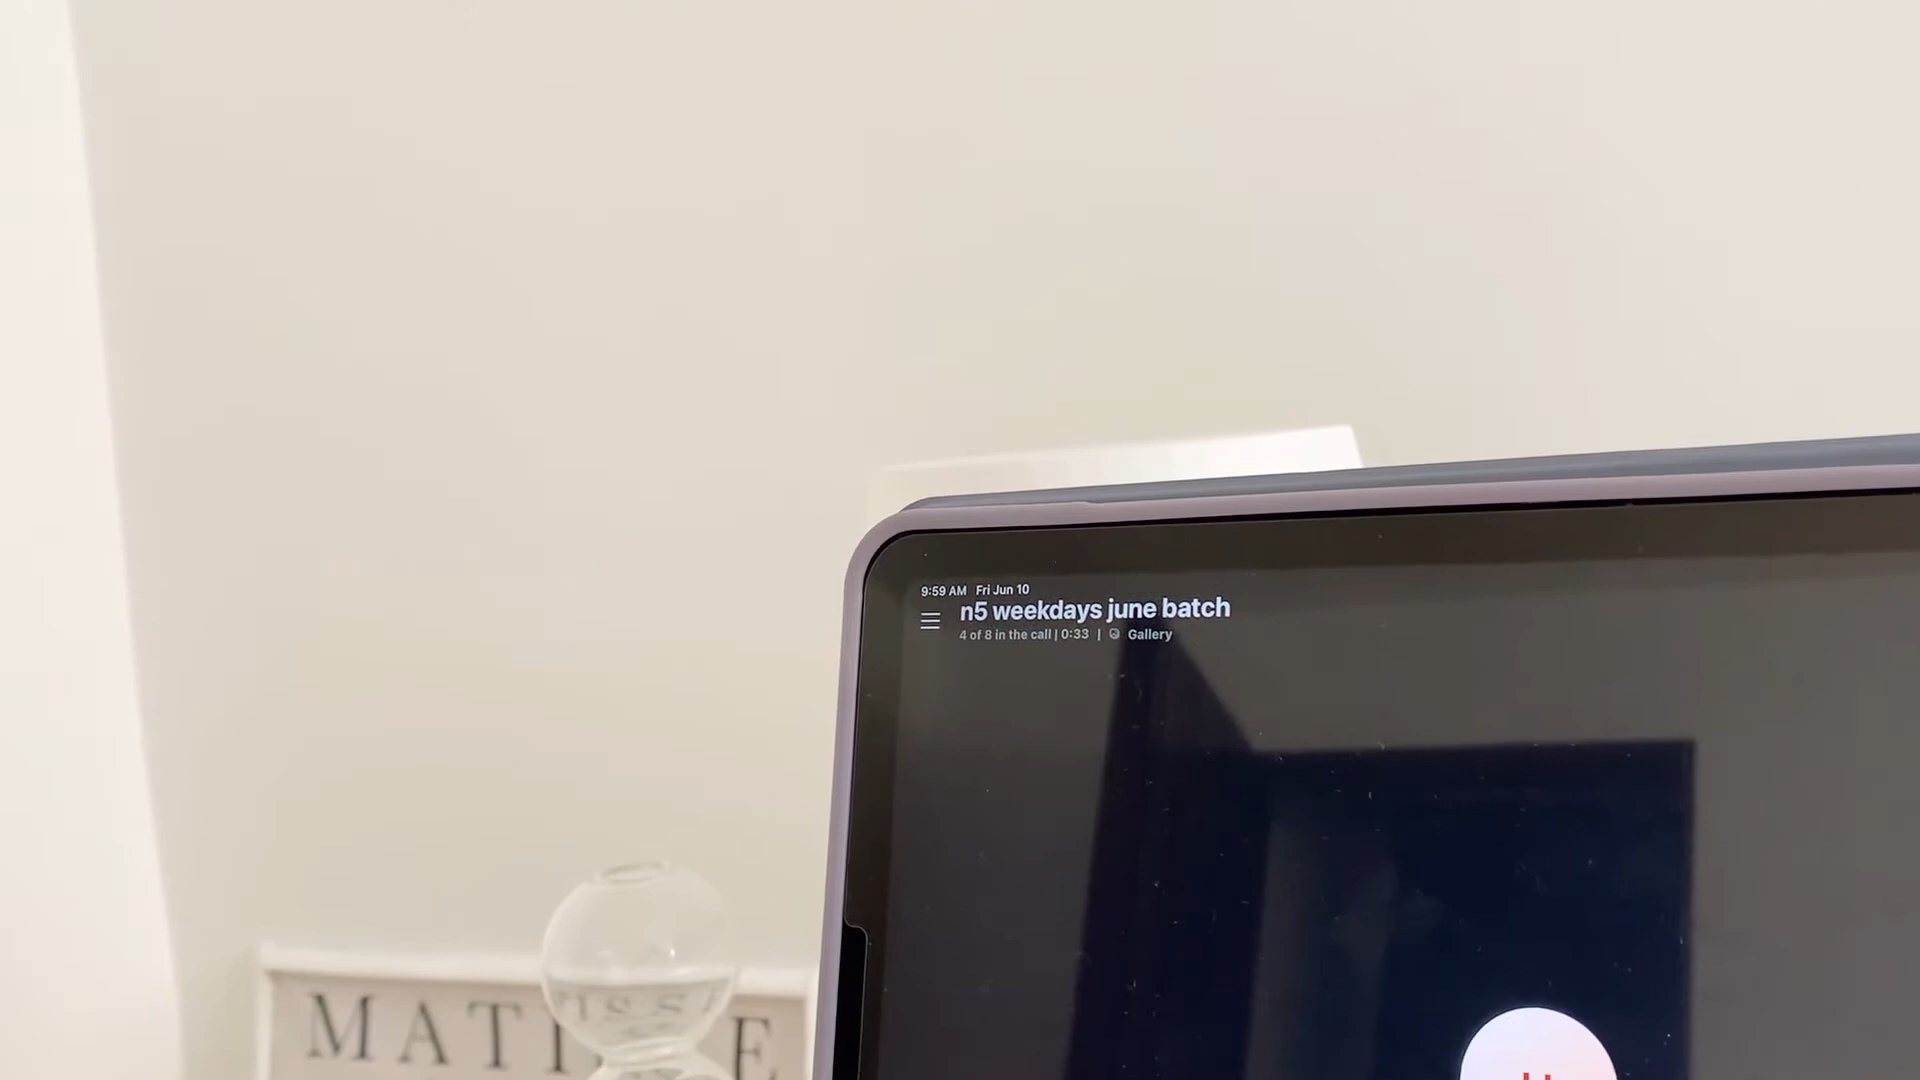 9:59 AM Fri Jun 10
n5 weekdays june batch
4 of 8 in the call | 0:33 | Gallery
MATISSE